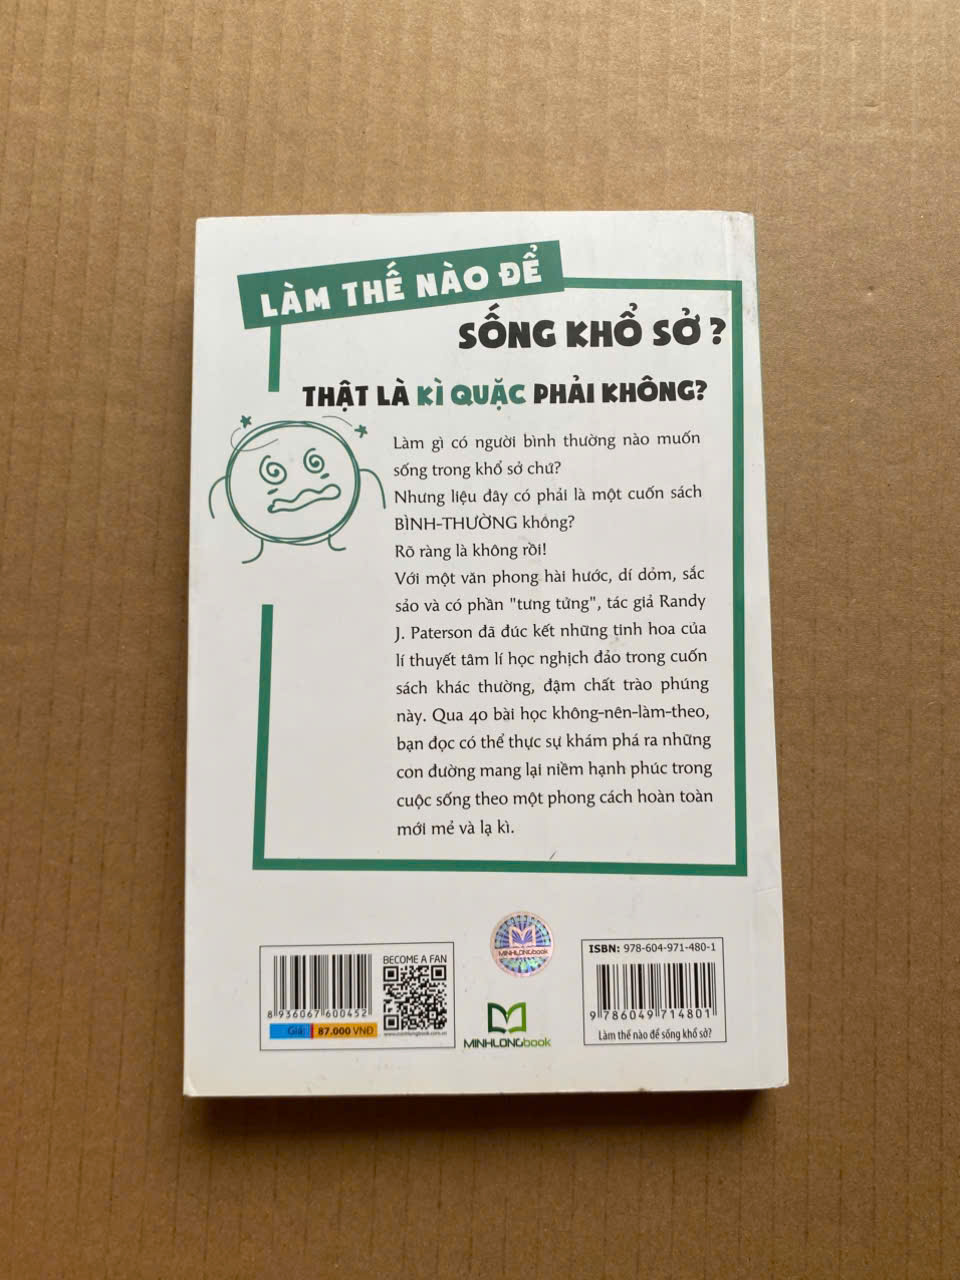 LÀM THẾ NÀO ĐỂ
SỐNG KHỔ SỞ?
THẬT LÀ KÌ QUẶC PHẢI KHÔNG?
Làm gì có người bình thường nào muốn
sống trong khổ sở chứ?
Nhưng liệu đây có phải là một cuốn sách
BÌNH-THƯỜNG không?
Rõ ràng là không rồi!
Với một văn phong hài hước, dí dỏm, sắc
sảo và có phần "tưng tửng", tác giả Randy
J. Paterson đã đúc kết những tinh hoa của
lí thuyết tâm lí học nghịch đảo trong cuốn
sách khác thường, đậm chất trào phúng
này. Qua 40 bài học không-nên-làm-theo,
bạn đọc có thể thực sự khám phá ra những
con đường mang lại niềm hạnh phúc trong
cuộc sống theo một phong cách hoàn toàn
mới mẻ và lạ kì.
BECOME A FAN
8 936067 600452
Giá: 87.000 VNĐ
www.minhlongbook.com.vn
MINHLONGbook
MINHLONGbook
ISBN: 978-604-971-480-1
9 786049 714801
Làm thế nào để sống khổ sở?